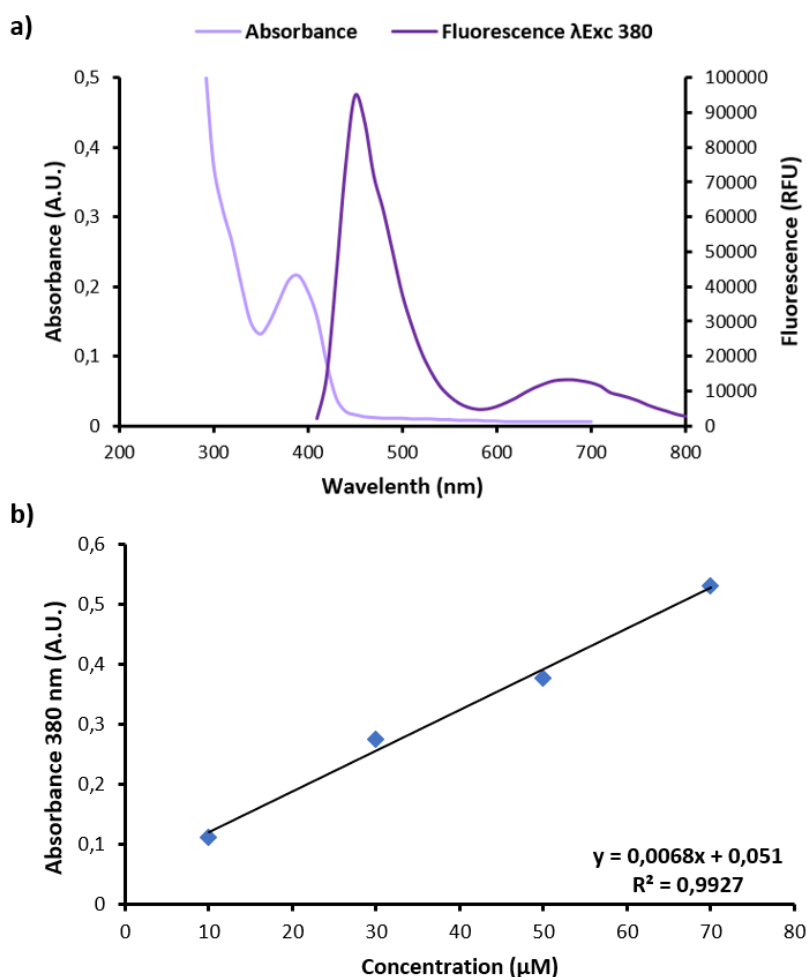 a)
Absorbance Fluorescence λExc 380
0,5
0,4
0,3
0,2
0,1
0
Absorbance (A.U.)
100000
90000
80000
70000
60000
50000
40000
30000
20000
10000
0
Fluorescence (RFU)
200 300 400 500 600 700 800
Wavelenth (nm)
b)
0,6
0,5
0,4
0,3
0,2
0,1
0
Absorbance 380 nm (A.U.)
y = 0,0068x + 0,051
R² = 0,9927
0 10 20 30 40 50 60 70 80
Concentration (μM)